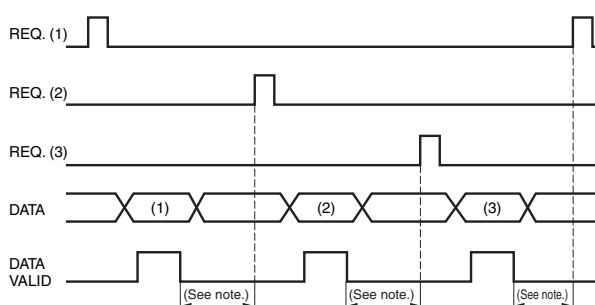 REQ. (1)
REQ. (2)
REQ. (3)
DATA
(1)
(2)
(3)
DATA
VALID
(See note.)
(See note.)
(See note.)